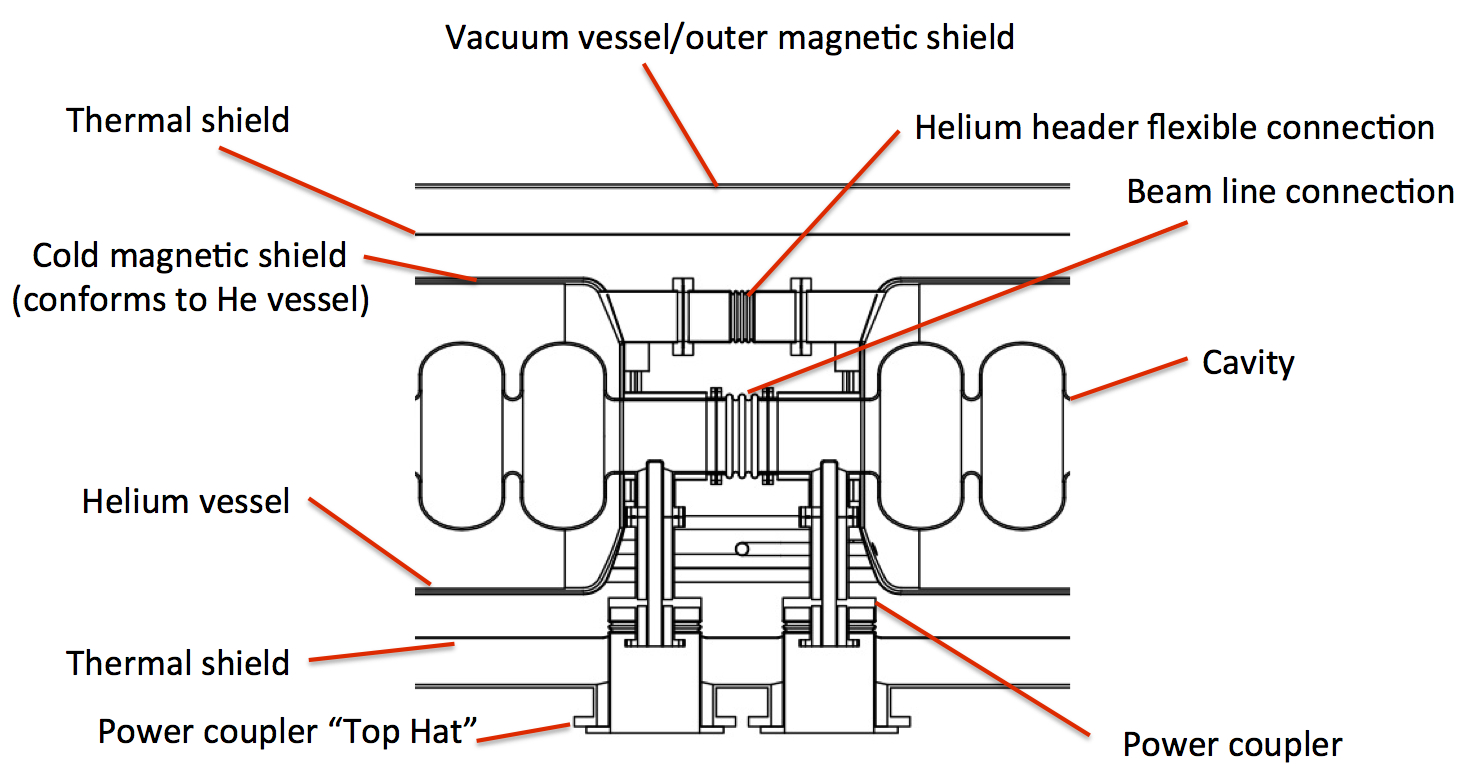 Vacuum vessel/outer magnetic shield
Thermal shield
Helium header flexible connection
Beam line connection
Cold magnetic shield
(conforms to He vessel)
Cavity
Helium vessel
Thermal shield
Power coupler “Top Hat”
Power coupler